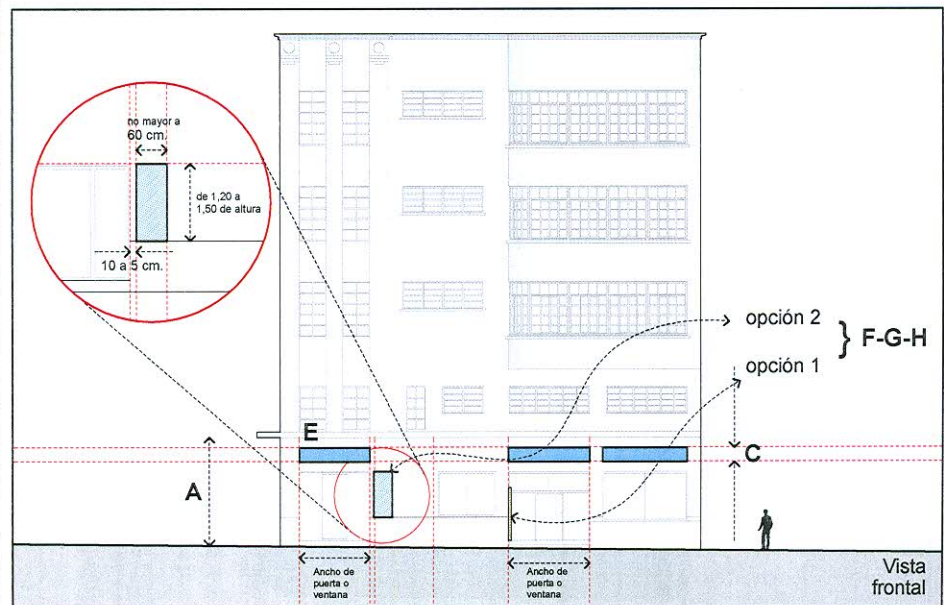 no mayor a
60 cm.
de 1,20 a
1,50 de altura
10 a 5 cm.
opción 2
} F-G-H
opción 1
E
C
A
Ancho de
puerta o
ventana
Ancho de
puerta o
ventana
Vista
frontal